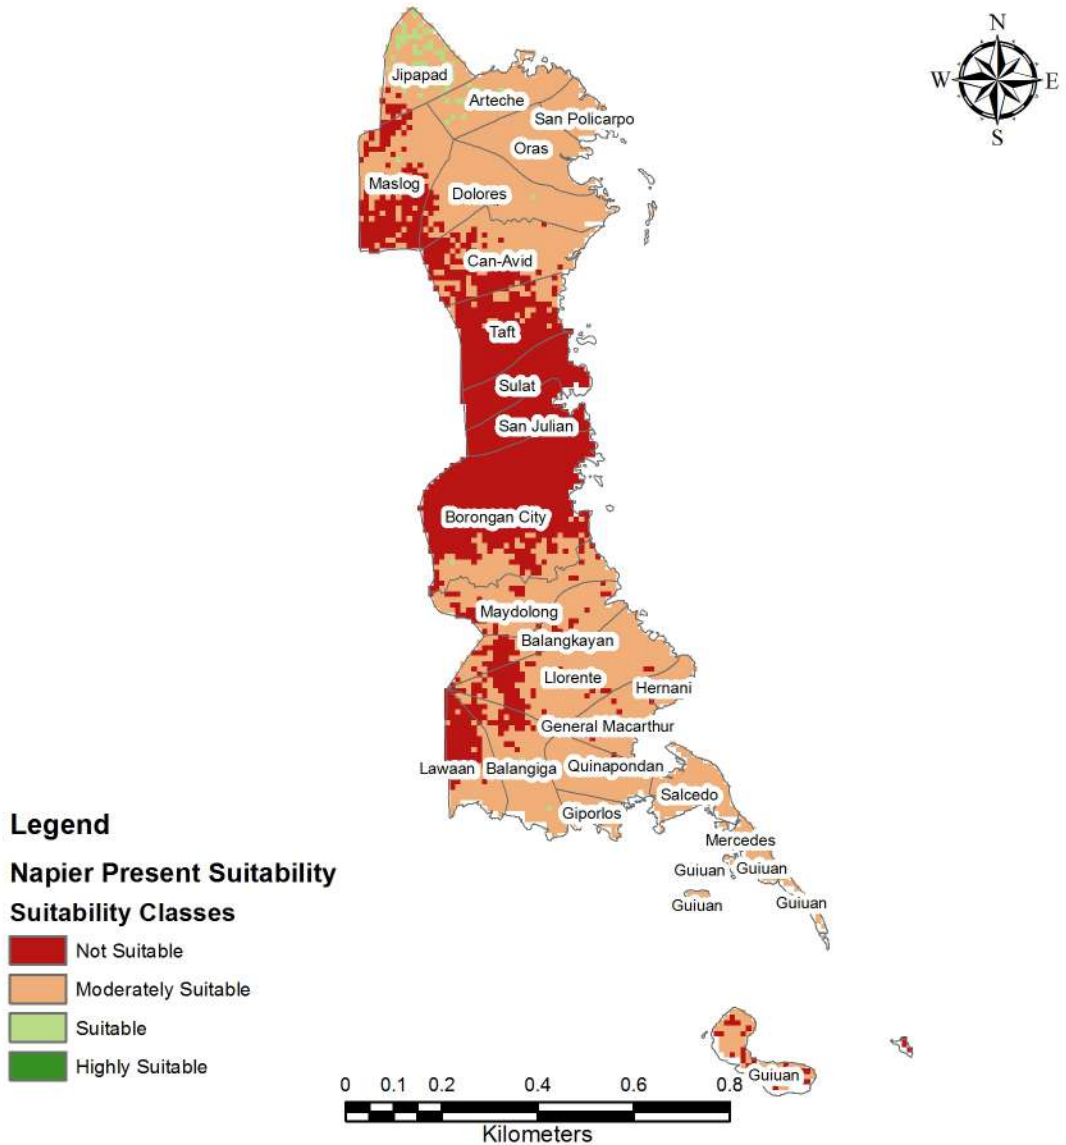 N
W E
S
Jipapad
Arteche
San Policarpo
Oras
Maslog
Dolores
Can-Avid
Taft
Sulat
San Julian
Borongan City
Maydolong
Balangkayan
Llorente
Hernani
General Macarthur
Lawaan Balangiga Quinapondan
Salcedo
Giporlos
Mercedes
Guiuan Guiuan
Guiuan Guiuan
Guiuan
Legend
Napier Present Suitability
Suitability Classes
Not Suitable
Moderately Suitable
Suitable
Highly Suitable
0 0.1 0.2 0.4 0.6 0.8
Kilometers